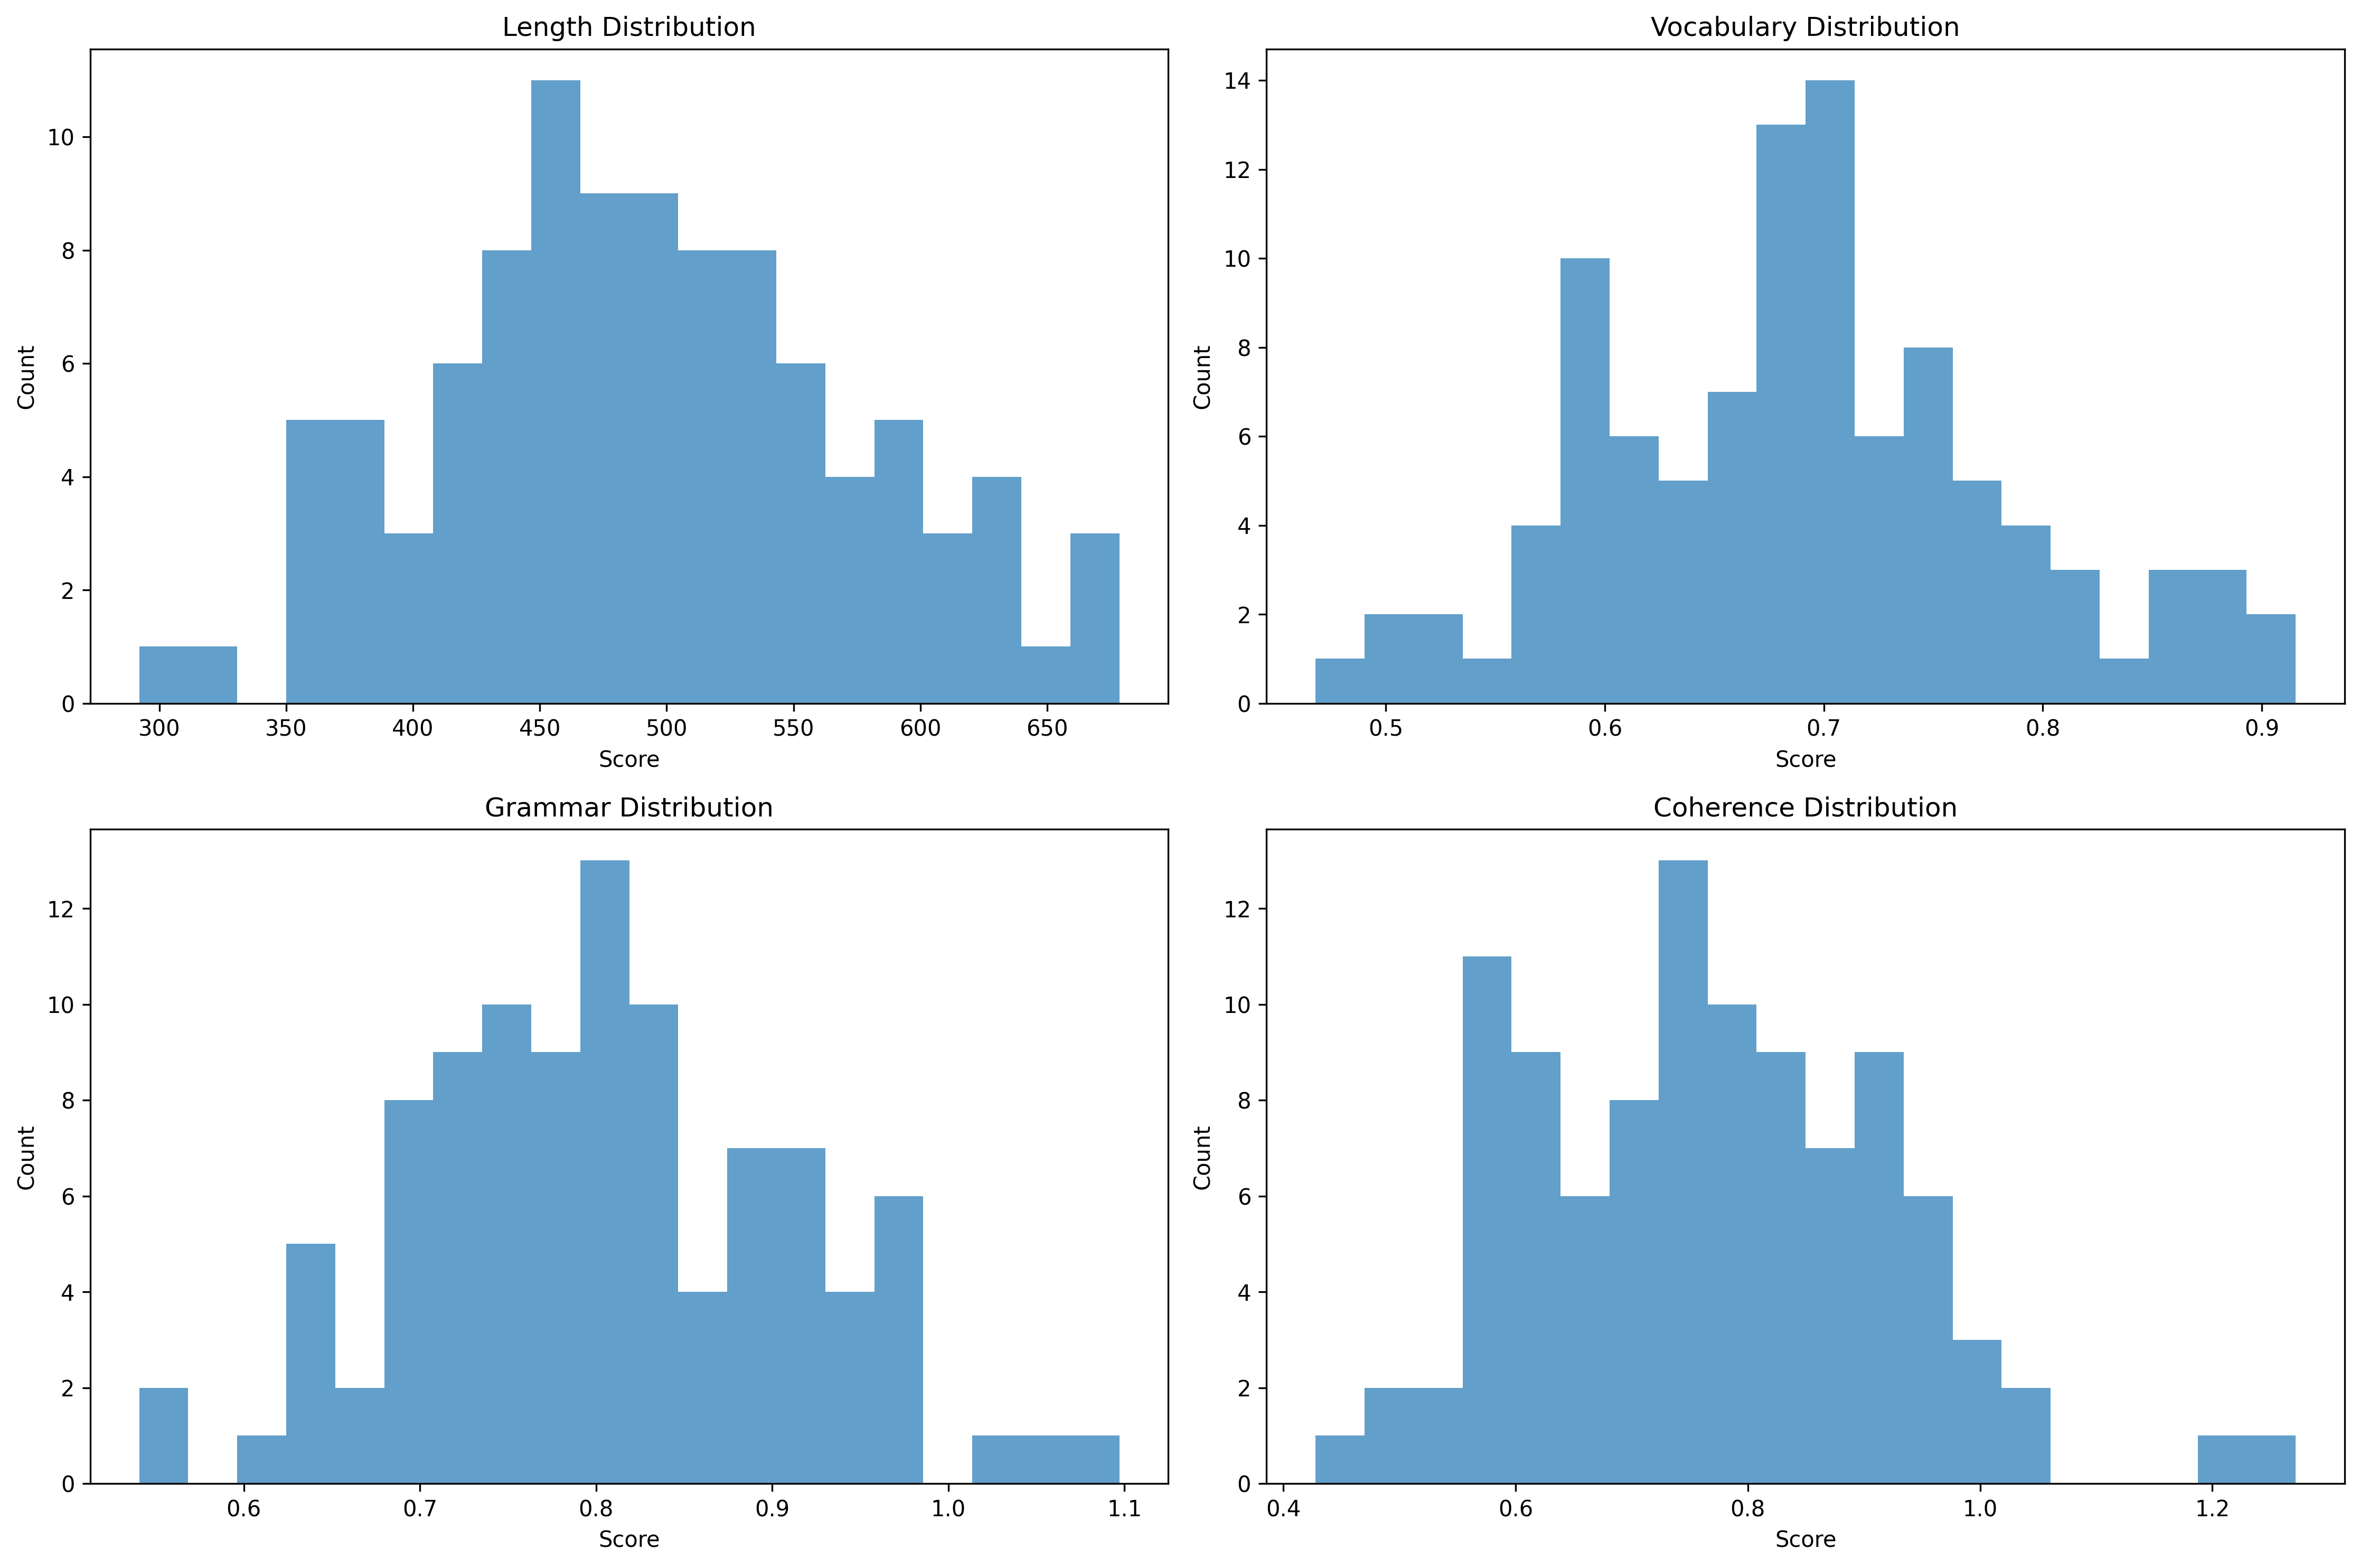 Length Distribution
Count
10
8
6
4
2
0
300 350 400 450 500 550 600 650
Score
Vocabulary Distribution
Count
14
12
10
8
6
4
2
0
0.5 0.6 0.7 0.8 0.9
Score
Grammar Distribution
Count
12
10
8
6
4
2
0
0.6 0.7 0.8 0.9 1.0 1.1
Score
Coherence Distribution
Count
12
10
8
6
4
2
0
0.4 0.6 0.8 1.0 1.2
Score